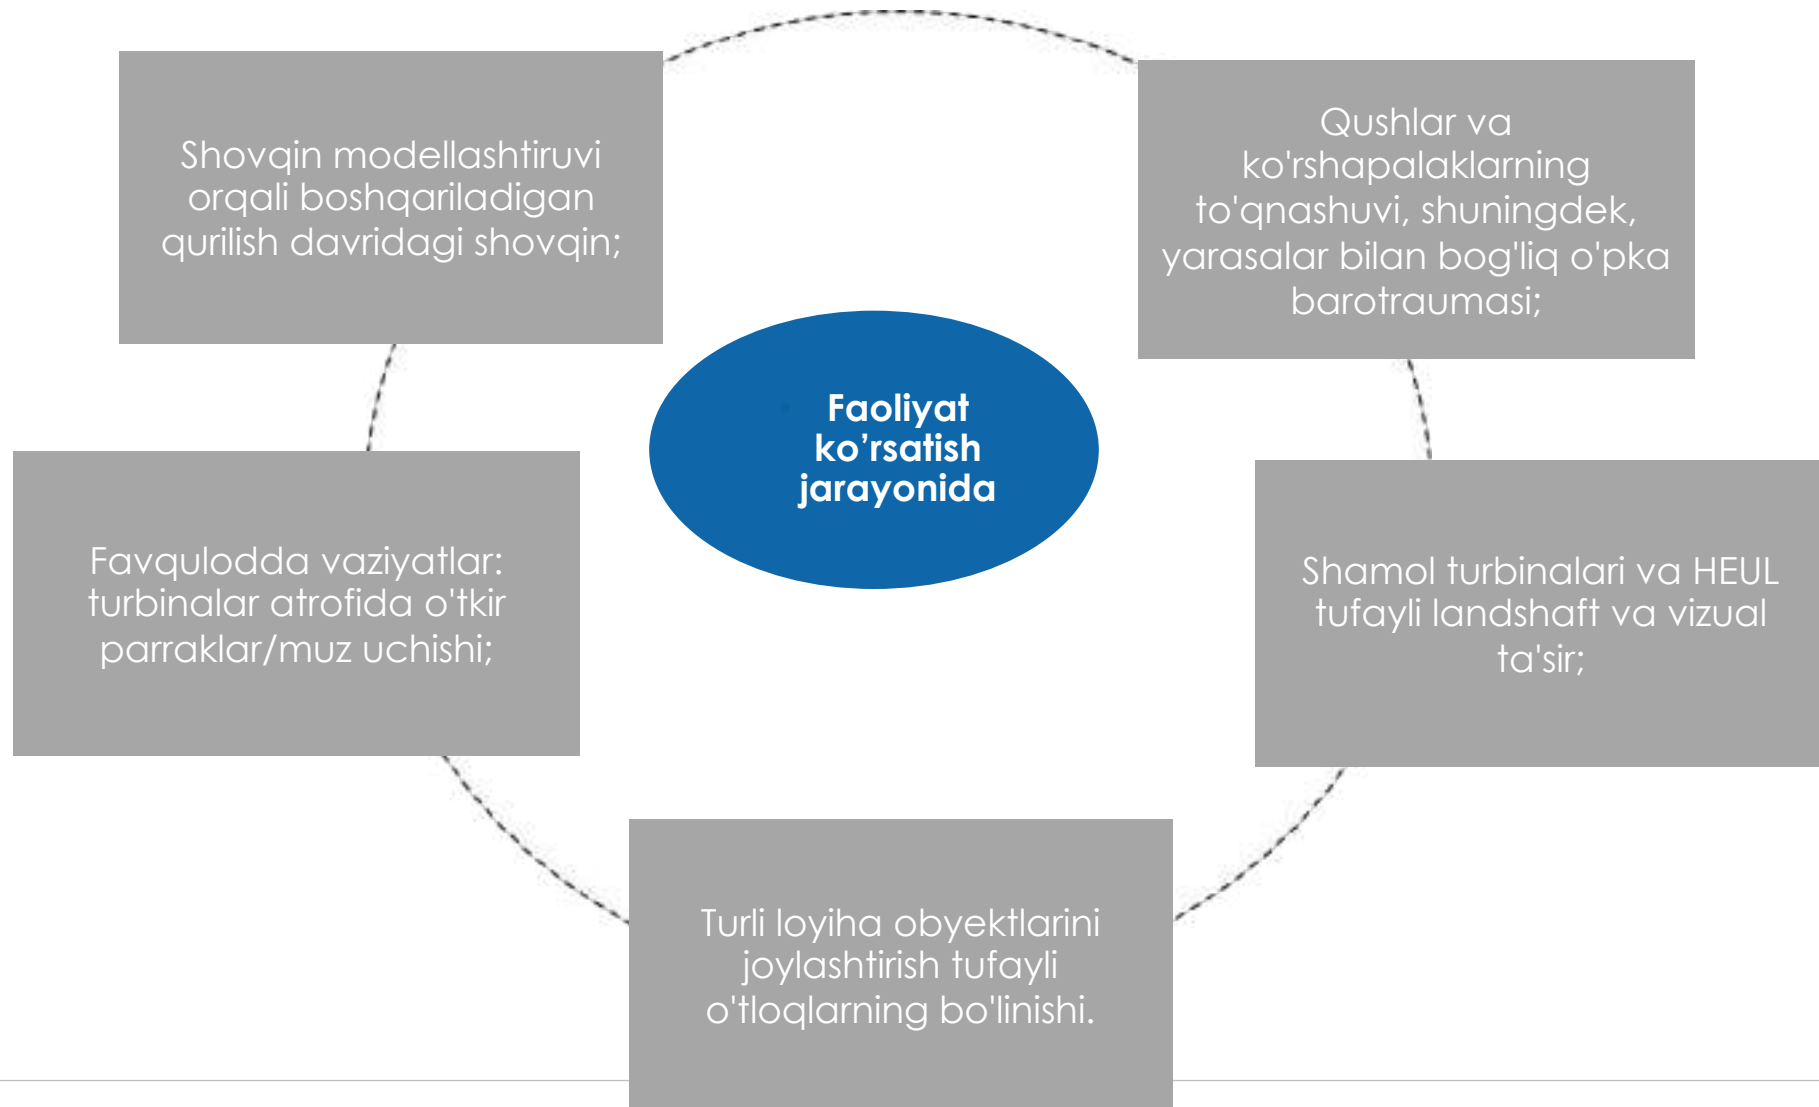 Shovqin modellashtiruvi
orqali boshqariladigan
qurilish davridagi shovqin;
Qushlar va
ko'rshapalaklarning
to'qnashuvi, shuningdek,
yarasalar bilan bog'liq o'pka
barotraumasi;
Faoliyat
ko’rsatish
jarayonida
Favqulodda vaziyatlar:
turbinalar atrofida o'tkir
parraklar/muz uchishi;
Shamol turbinalari va HEUL
tufayli landshaft va vizual
ta'sir;
Turli loyiha obyektlarini
joylashtirish tufayli
o'tloqlarning bo'linishi.